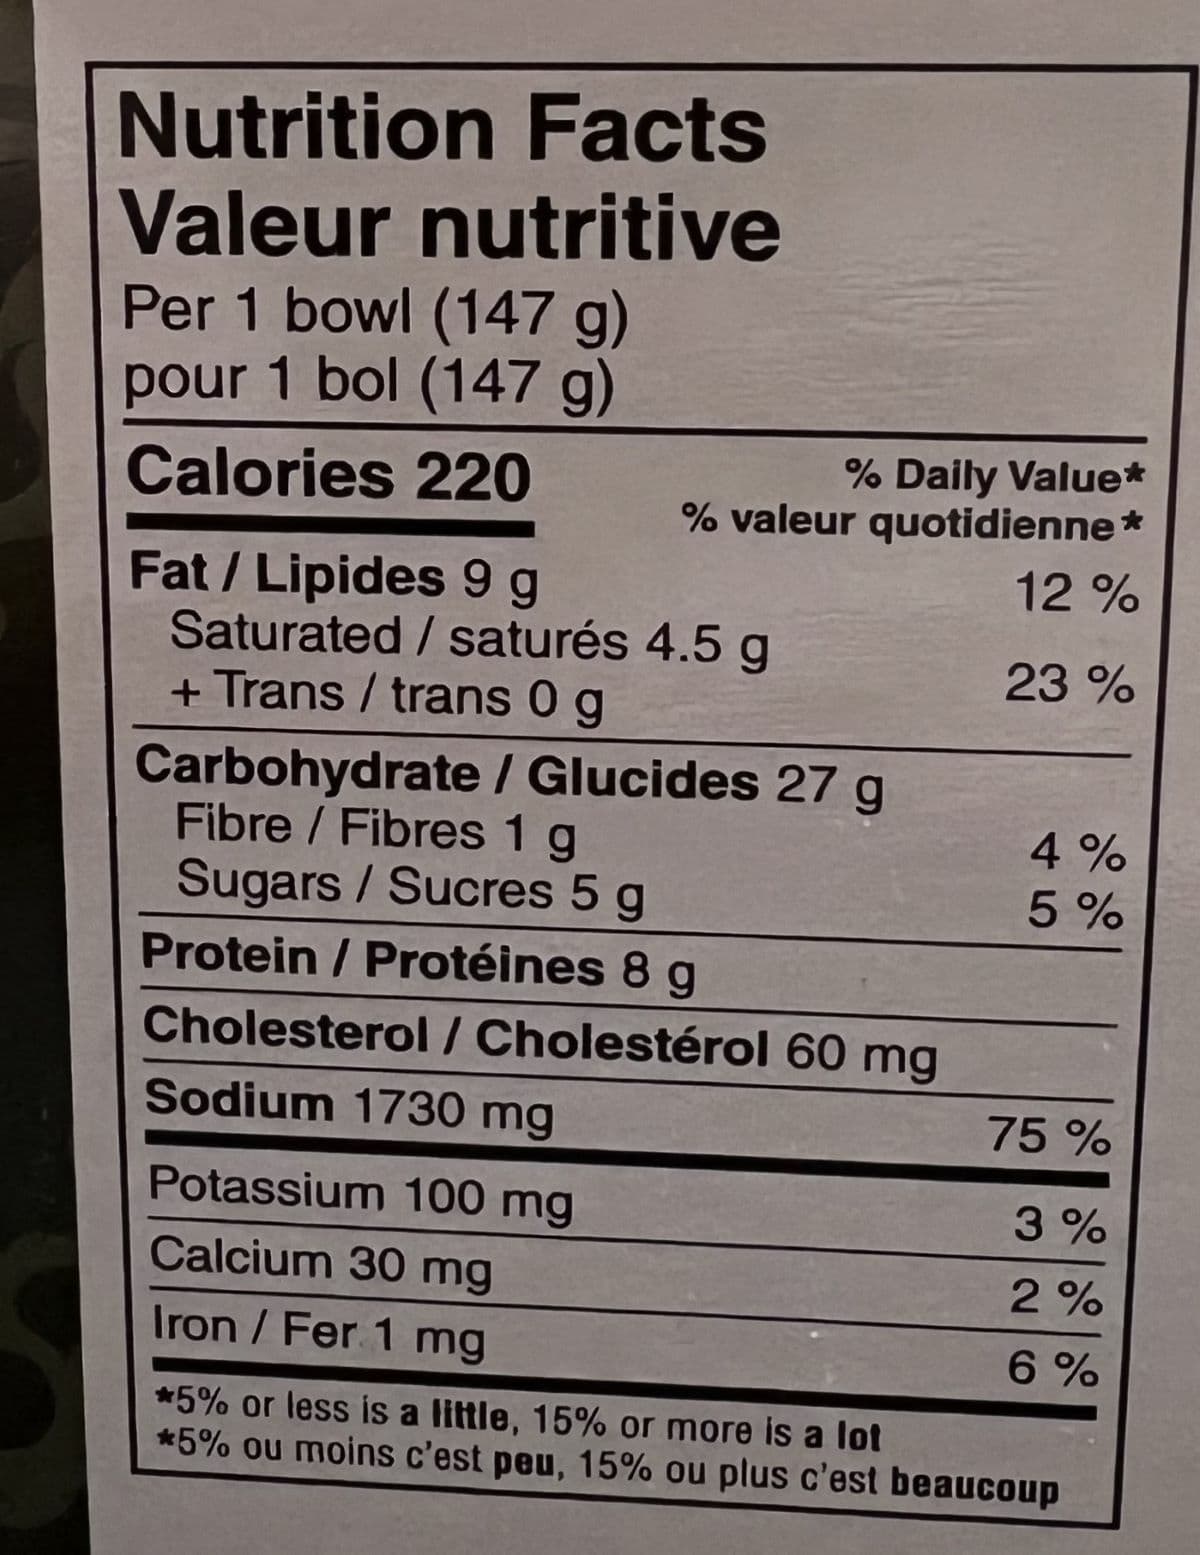 Nutrition Facts
Valeur nutritive
Per 1 bowl (147 g)
pour 1 bol (147 g)
Calories 220
% Daily Value*
% valeur quotidienne*
Fat / Lipides 9 g 12 %
Saturated / saturés 4.5 g
+ Trans / trans 0 g 23 %
Carbohydrate / Glucides 27 g
Fibre / Fibres 1 g 4 %
Sugars / Sucres 5 g 5 %
Protein / Protéines 8 g
Cholesterol / Cholestérol 60 mg
Sodium 1730 mg 75 %
Potassium 100 mg 3 %
Calcium 30 mg 2 %
Iron / Fer 1 mg 6 %
*5% or less is a little, 15% or more is a lot
*5% ou moins c'est peu, 15% ou plus c'est beaucoup